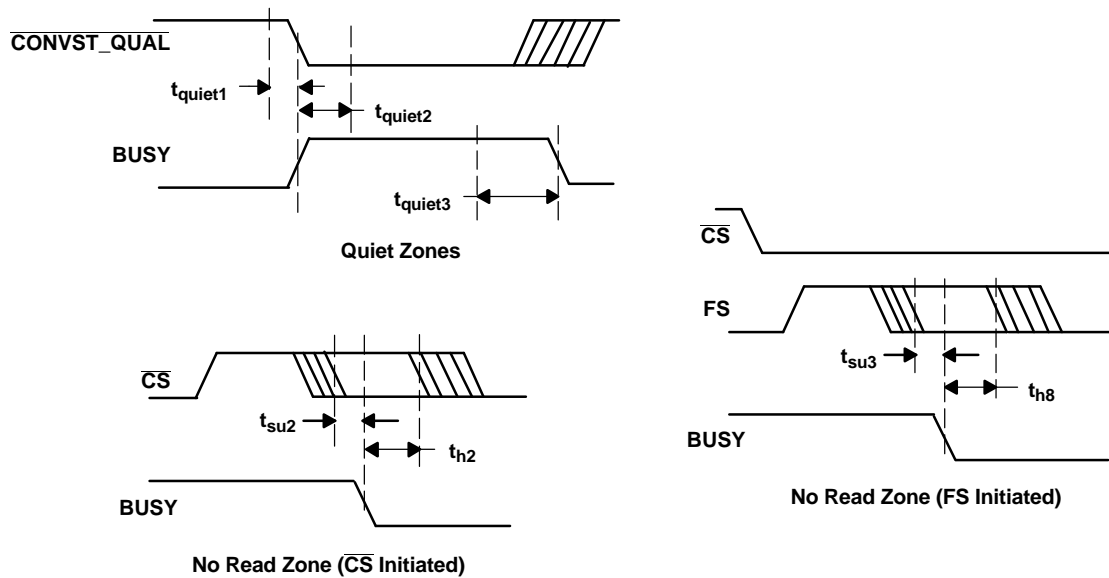 CONVST_QUAL
tquiet1
tquiet2
BUSY
tquiet3
Quiet Zones
CS
tsu2
th2
BUSY
No Read Zone (CS Initiated)
CS
FS
tsu3
th8
BUSY
No Read Zone (FS Initiated)